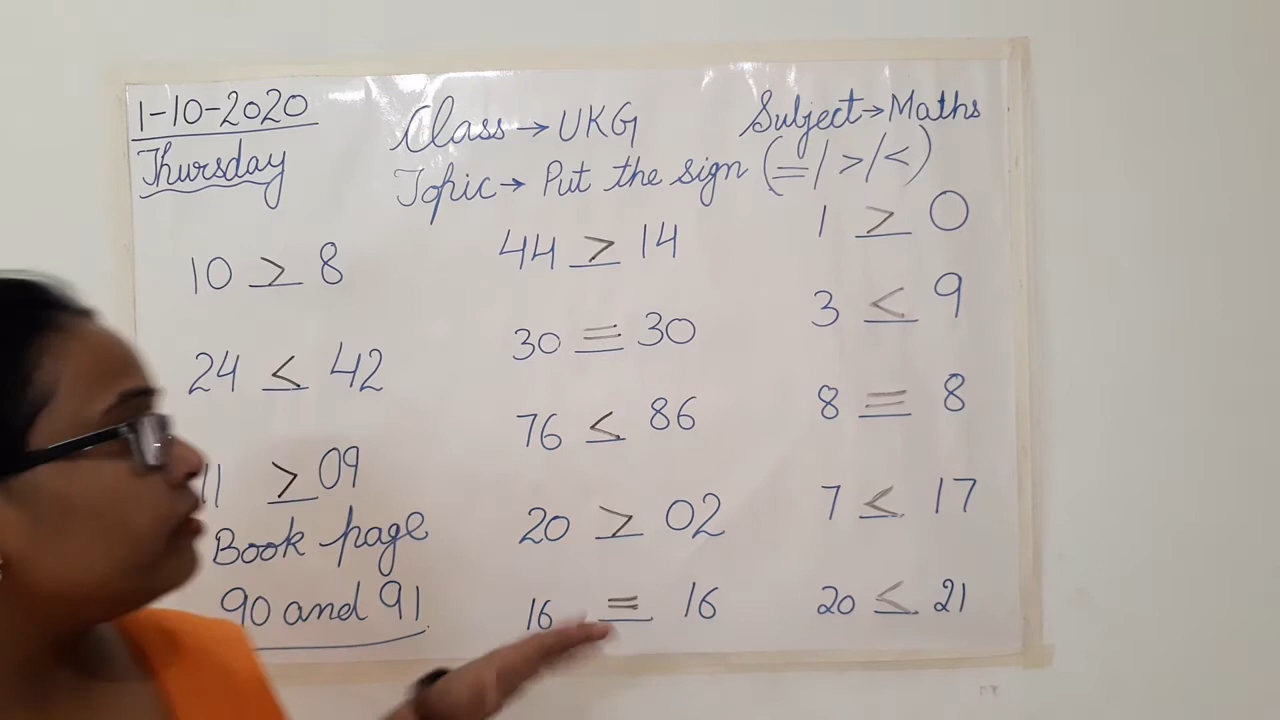 1-10-2020
Thursday
Class→ UKG
Subject→ Maths
Topic→ Put the sign (=/>/<)
10 > 8
24 < 42
11 > 09
Book page
90 and 91
44 > 14
30 = 30
76 < 86
20 > 02
16 = 16
1 > 0
3 < 9
8 = 8
7 < 17
20 < 21